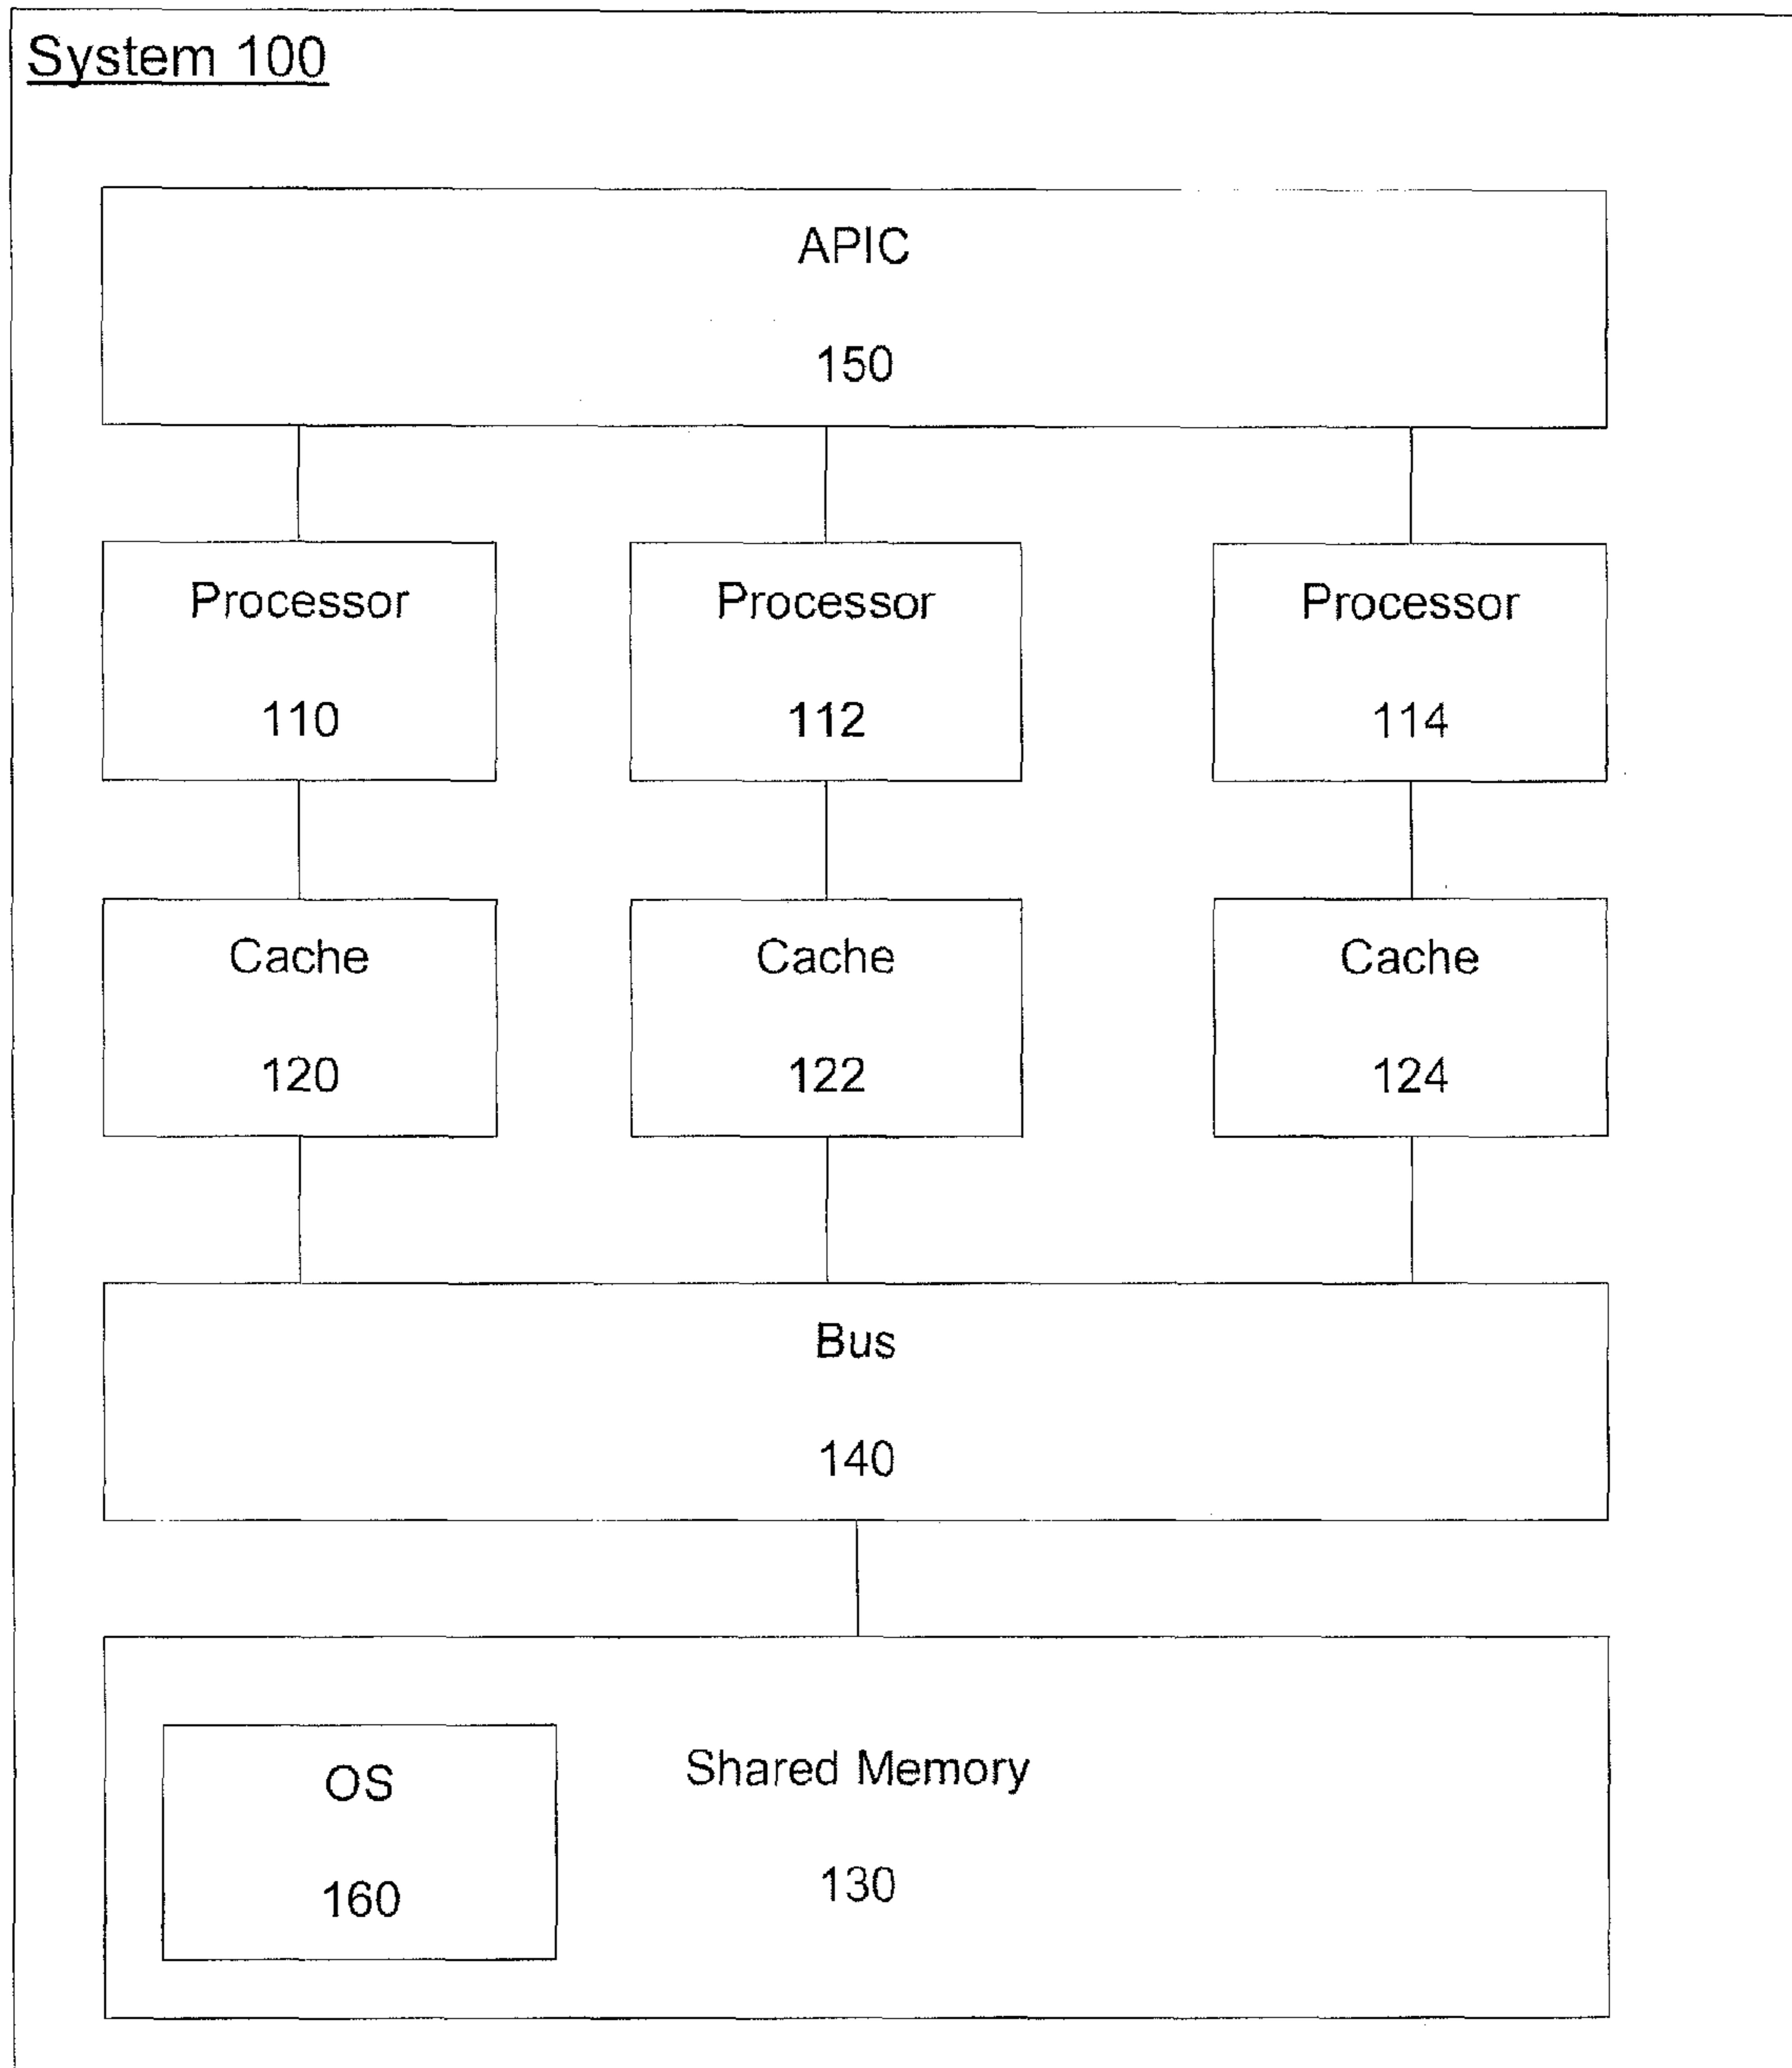 System 100
APIC
150
Processor
Processor
Processor
110
112
114
Cache
Cache
Cache
120
122
124
Bus
140
OS
Shared Memory
160
130